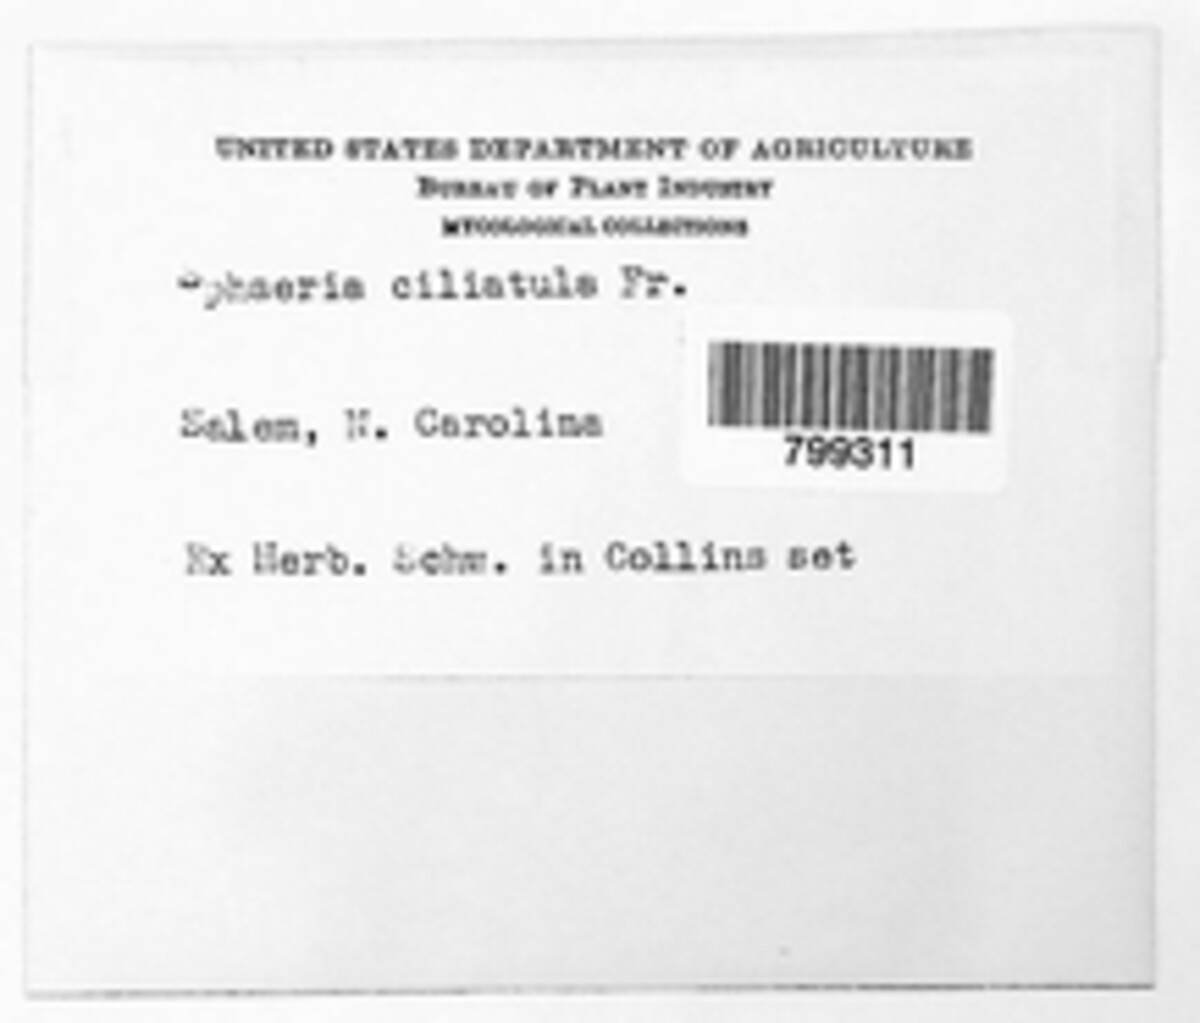 UNITED STATES DEPARTMENT OF AGRICULTURE
BUREAU OF PLANT INDUSTRY
MYCOLOGICAL COLLECTIONS
Sphaeria ciliatula Fr.
Salem, N. Carolina
799311
Ex Herb. Schw. in Collins set